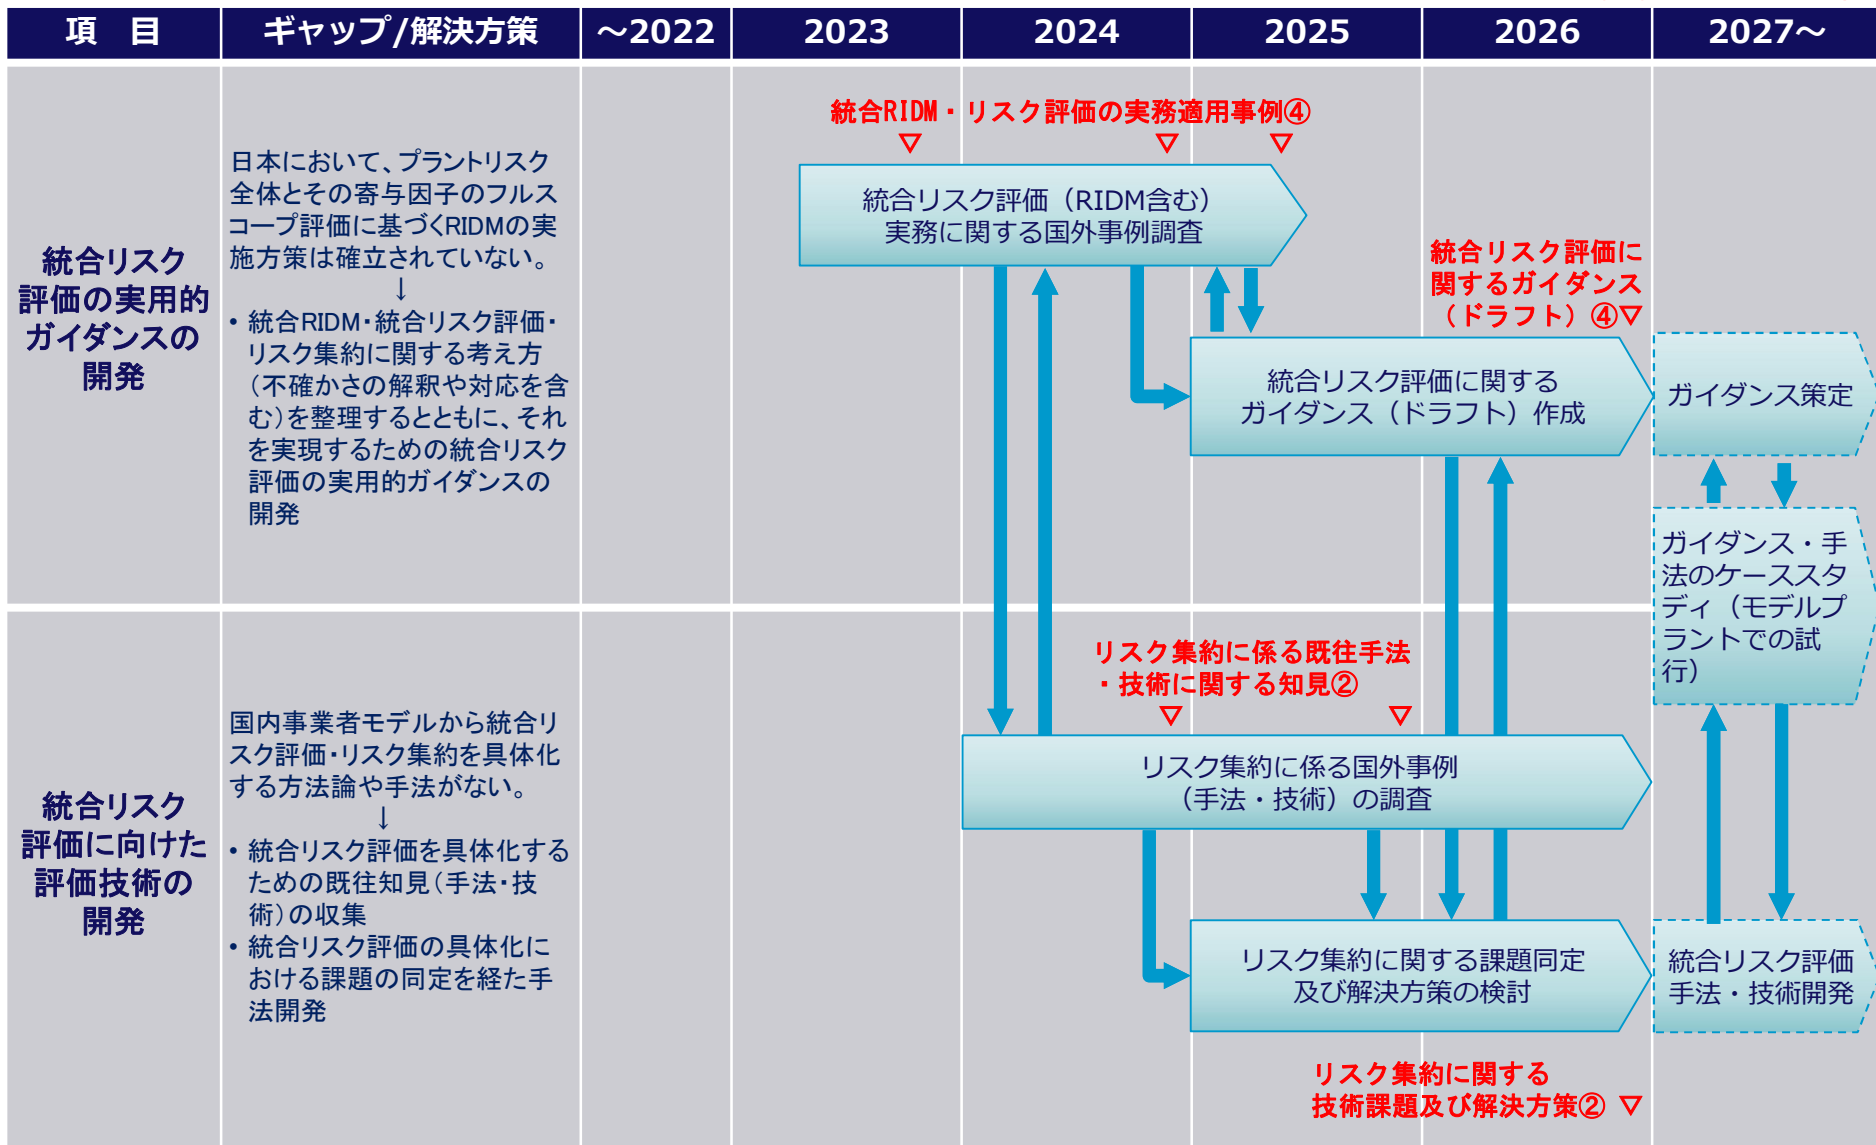 項　目
ギャップ/解決方策
～2022
2023
2024
2025
2026
2027～
統合リスク
評価の実用的
ガイダンスの
開発
日本において、プラントリスク
全体とその寄与因子のフルス
コープ評価に基づくRIDMの実
施方策は確立されていない。
↓
• 統合RIDM・統合リスク評価・
リスク集約に関する考え方
（不確かさの解釈や対応を含
む）を整理するとともに、それ
を実現するための統合リスク
評価の実用的ガイダンスの
開発
統合RIDM・リスク評価の実務適用事例④
▽ ▽ ▽
統合リスク評価（RIDM含む）
実務に関する国外事例調査
統合リスク評価に
関するガイダンス
（ドラフト）④▽
統合リスク評価に関する
ガイダンス（ドラフト）作成
ガイダンス策定
ガイダンス・手
法のケーススタ
ディ（モデルプ
ラントでの試
行）
統合リスク
評価に向けた
評価技術の
開発
国内事業者モデルから統合リ
スク評価・リスク集約を具体化
する方法論や手法がない。
↓
• 統合リスク評価を具体化する
ための既往知見（手法・技
術）の収集
• 統合リスク評価の具体化に
おける課題の同定を経た手
法開発
リスク集約に係る既往手法
・技術に関する知見②
▽ ▽
リスク集約に係る国外事例
（手法・技術）の調査
リスク集約に関する課題同定
及び解決方策の検討
統合リスク評価
手法・技術開発
リスク集約に関する
技術課題及び解決方策② ▽